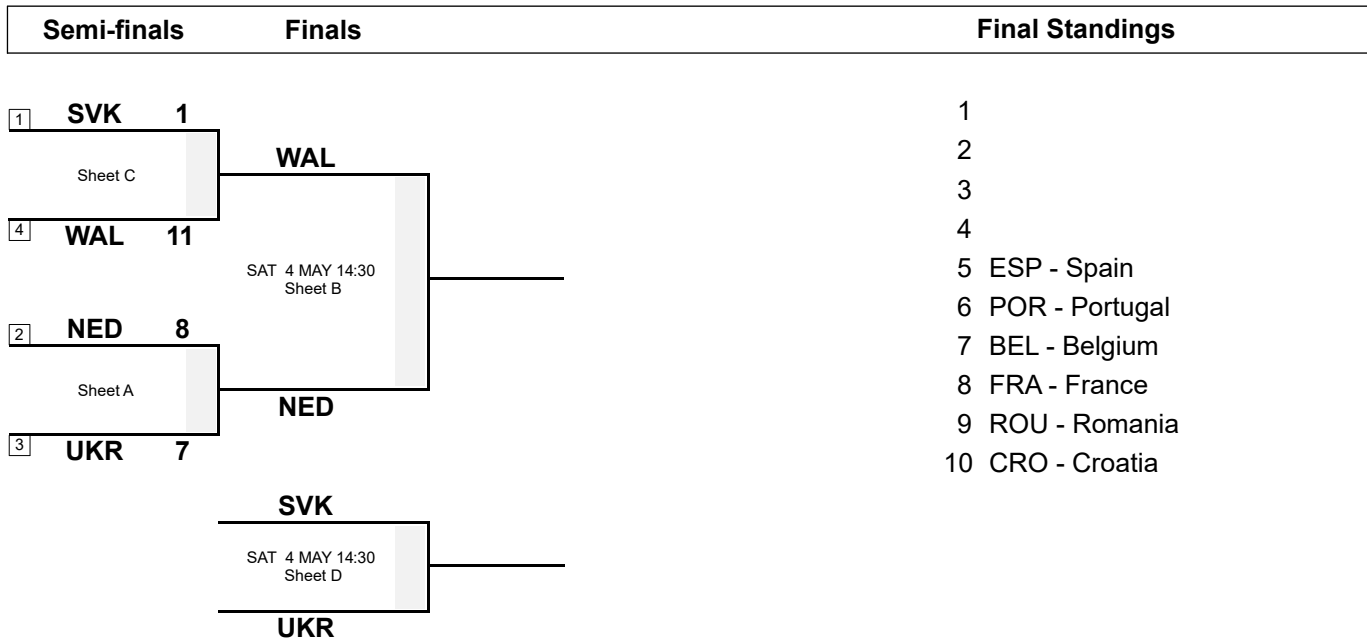 Semi-finals Finals Final Standings
1 SVK 1
Sheet C
4 WAL 11
WAL
SAT 4 MAY 14:30
Sheet B
NED
2 NED 8
Sheet A
3 UKR 7
SVK
SAT 4 MAY 14:30
Sheet D
UKR
1
2
3
4
5 ESP - Spain
6 POR - Portugal
7 BEL - Belgium
8 FRA - France
9 ROU - Romania
10 CRO - Croatia